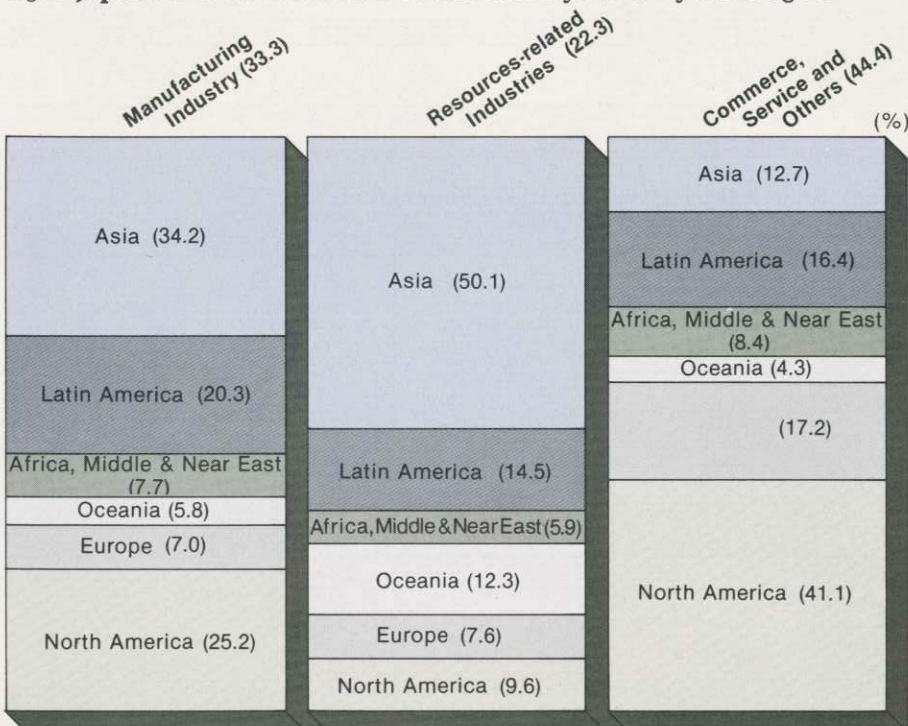 Manufacturing
Industry (33.3)
Resources-related
Industries (22.3)
Commerce,
Service and
Others (44.4)
(%)
Asia (34.2)
Latin America (20.3)
Africa, Middle & Near East
(7.7)
Oceania (5.8)
Europe (7.0)
North America (25.2)
Asia (50.1)
Latin America (14.5)
Africa, Middle & Near East (5.9)
Oceania (12.3)
Europe (7.6)
North America (9.6)
Asia (12.7)
Latin America (16.4)
Africa, Middle & Near East
(8.4)
Oceania (4.3)
(17.2)
North America (41.1)